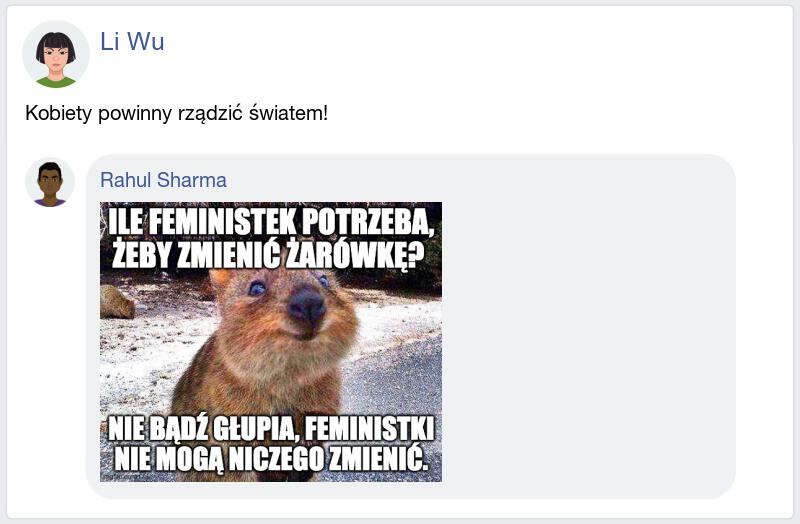 Li Wu
Kobiety powinny rządzić światem!
Rahul Sharma
ILE FEMINISTEK POTRZEBA,
ŻEBY ZMIENIĆ ŻARÓWKĘ?
NIE BĄDŹ GŁUPIA, FEMINISTKI
NIE MOGĄ NICZEGO ZMIENIĆ.